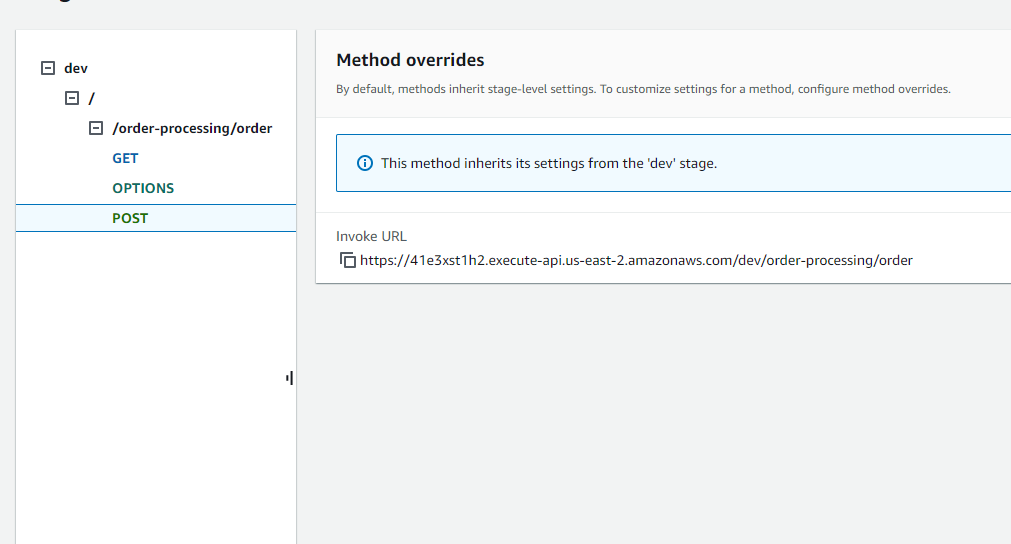 dev
/
/order-processing/order
GET
OPTIONS
POST
Method overrides
By default, methods inherit stage-level settings. To customize settings for a method, configure method overrides.
This method inherits its settings from the 'dev' stage.
Invoke URL
https://41e3xst1h2.execute-api.us-east-2.amazonaws.com/dev/order-processing/order